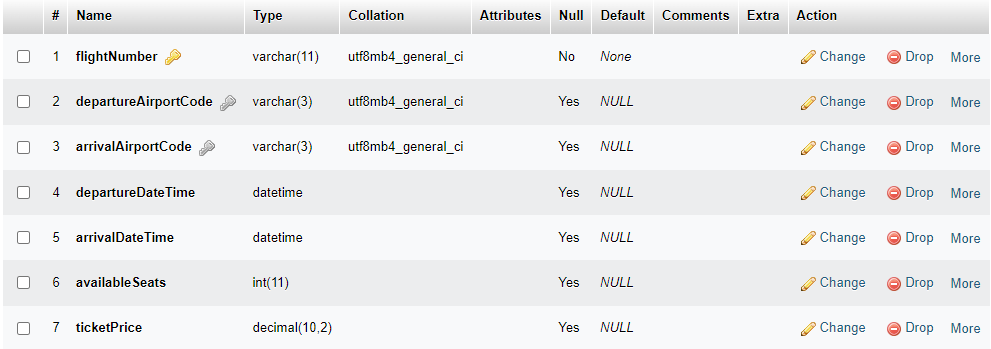 # Name Type Collation Attributes Null Default Comments Extra Action
1 flightNumber varchar(11) utf8mb4_general_ci No None Change Drop More
2 departureAirportCode varchar(3) utf8mb4_general_ci Yes NULL Change Drop More
3 arrivalAirportCode varchar(3) utf8mb4_general_ci Yes NULL Change Drop More
4 departureDateTime datetime Yes NULL Change Drop More
5 arrivalDateTime datetime Yes NULL Change Drop More
6 availableSeats int(11) Yes NULL Change Drop More
7 ticketPrice decimal(10,2) Yes NULL Change Drop More